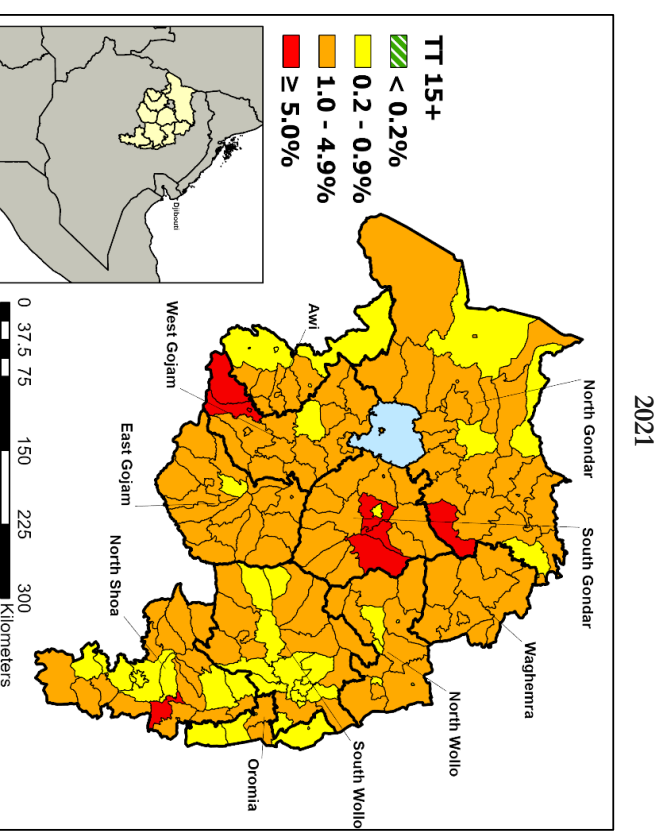 2021
TT 15+
< 0.2%
0.2 - 0.9%
1.0 - 4.9%
≥ 5.0%
North Gondar
South Gondar
Waghemra
North Wollo
South Wollo
Oromia
Awi
West Gojam
East Gojam
North Shoa
Djibouti
0 37.5 75 150 225 300
Kilometers